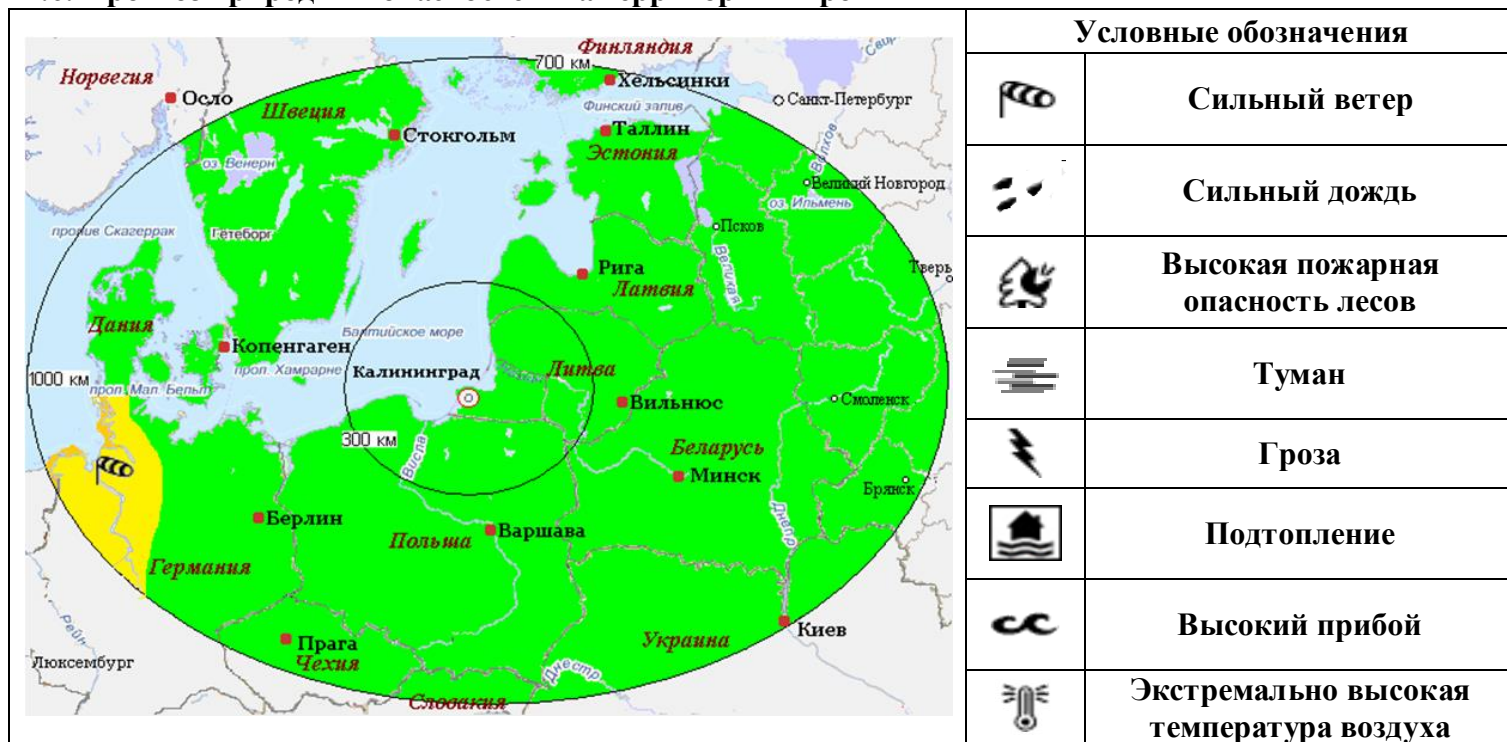 Условные обозначения
Сильный ветер
Сильный дождь
Высокая пожарная
опасность лесов
Туман
Гроза
Подтопление
Высокий прибой
Экстремально высокая
температура воздуха
Финляндия
700 км
Хельсинки
Норвегия
Осло
Санкт-Петербург
Швеция
Финский залив
Стокгольм
Таллин
Эстония
Волхов
оз. Венерн
Великий Новгород
оз. Ильмень
Псков
пролив Скагеррак
Гетеборг
Великая
Рига
Латвия
Тверь
Дания
Балтийское море
Копенгаген
1000 км
прол. Хамрарне
Калининград
Литва
прол. Мал. Бельт
Вильнюс
Смоленск
300 км
Висла
Беларусь
Минск
Брянск
Берлин
Польша
Варшава
Днепр
Германия
Рейн
Прага
Чехия
Украина
Киев
Люксембург
Днестр
Словакия